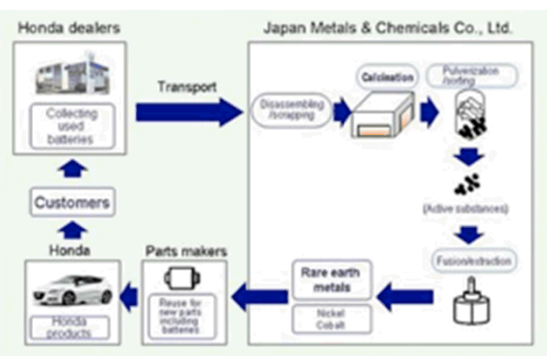 Honda dealers
Japan Metals & Chemicals Co., Ltd.
Collecting
used
batteries
Transport
Disassembling
/scrapping
Calcination
Pulverization
/sorting
(Active substances)
Fusion/extraction
Rare earth
metals
Nickel
Cobalt
Parts makers
Reuse for
new parts
including
batteries
Honda
Honda
products
Customers